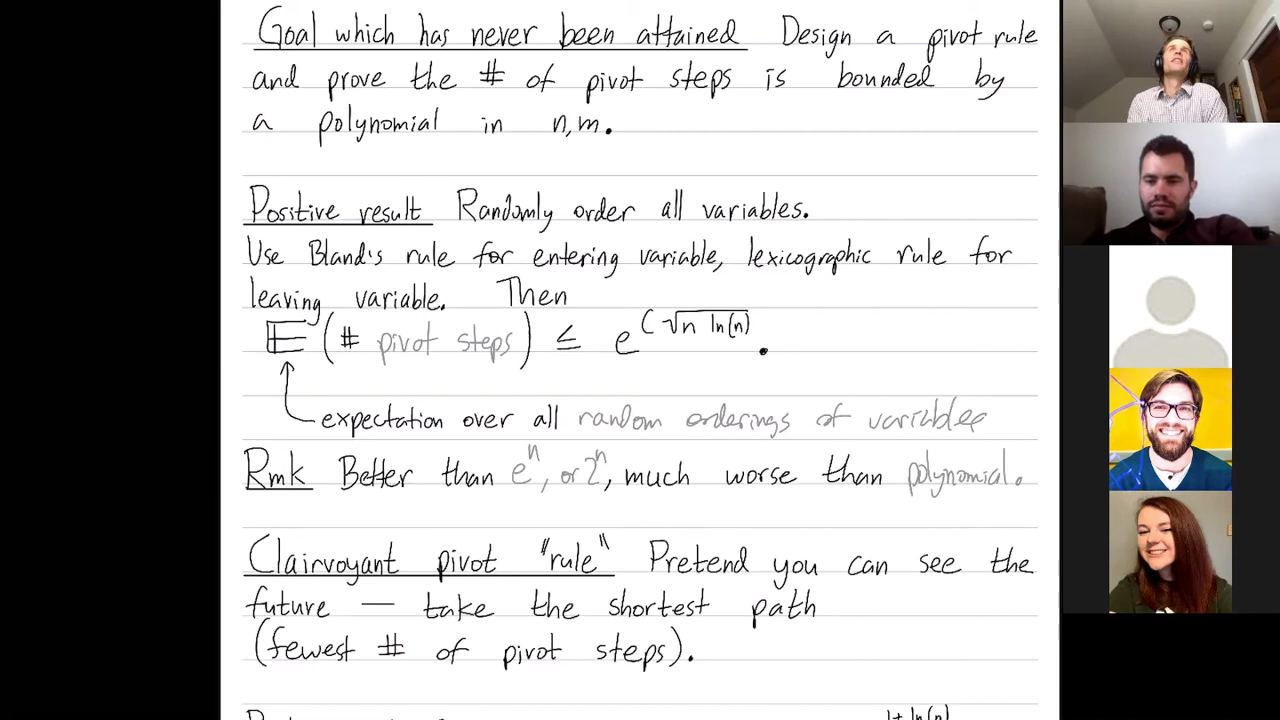 Goal which has never been attained Design a pivot rule
and prove the # of pivot steps is bounded by
a polynomial in n,m.
Positive result Randomly order all variables.
Use Bland's rule for entering variable, lexicographic rule for
leaving variable. Then
E (# pivot steps) ≤ e^(C √n ln(n)).
expectation over all random orderings of variables
Rmk Better than e^n, or 2^n, much worse than polynomial.
Clairvoyant pivot "rule" Pretend you can see the
future — take the shortest path
(fewest # of pivot steps).
1+ ln(n)